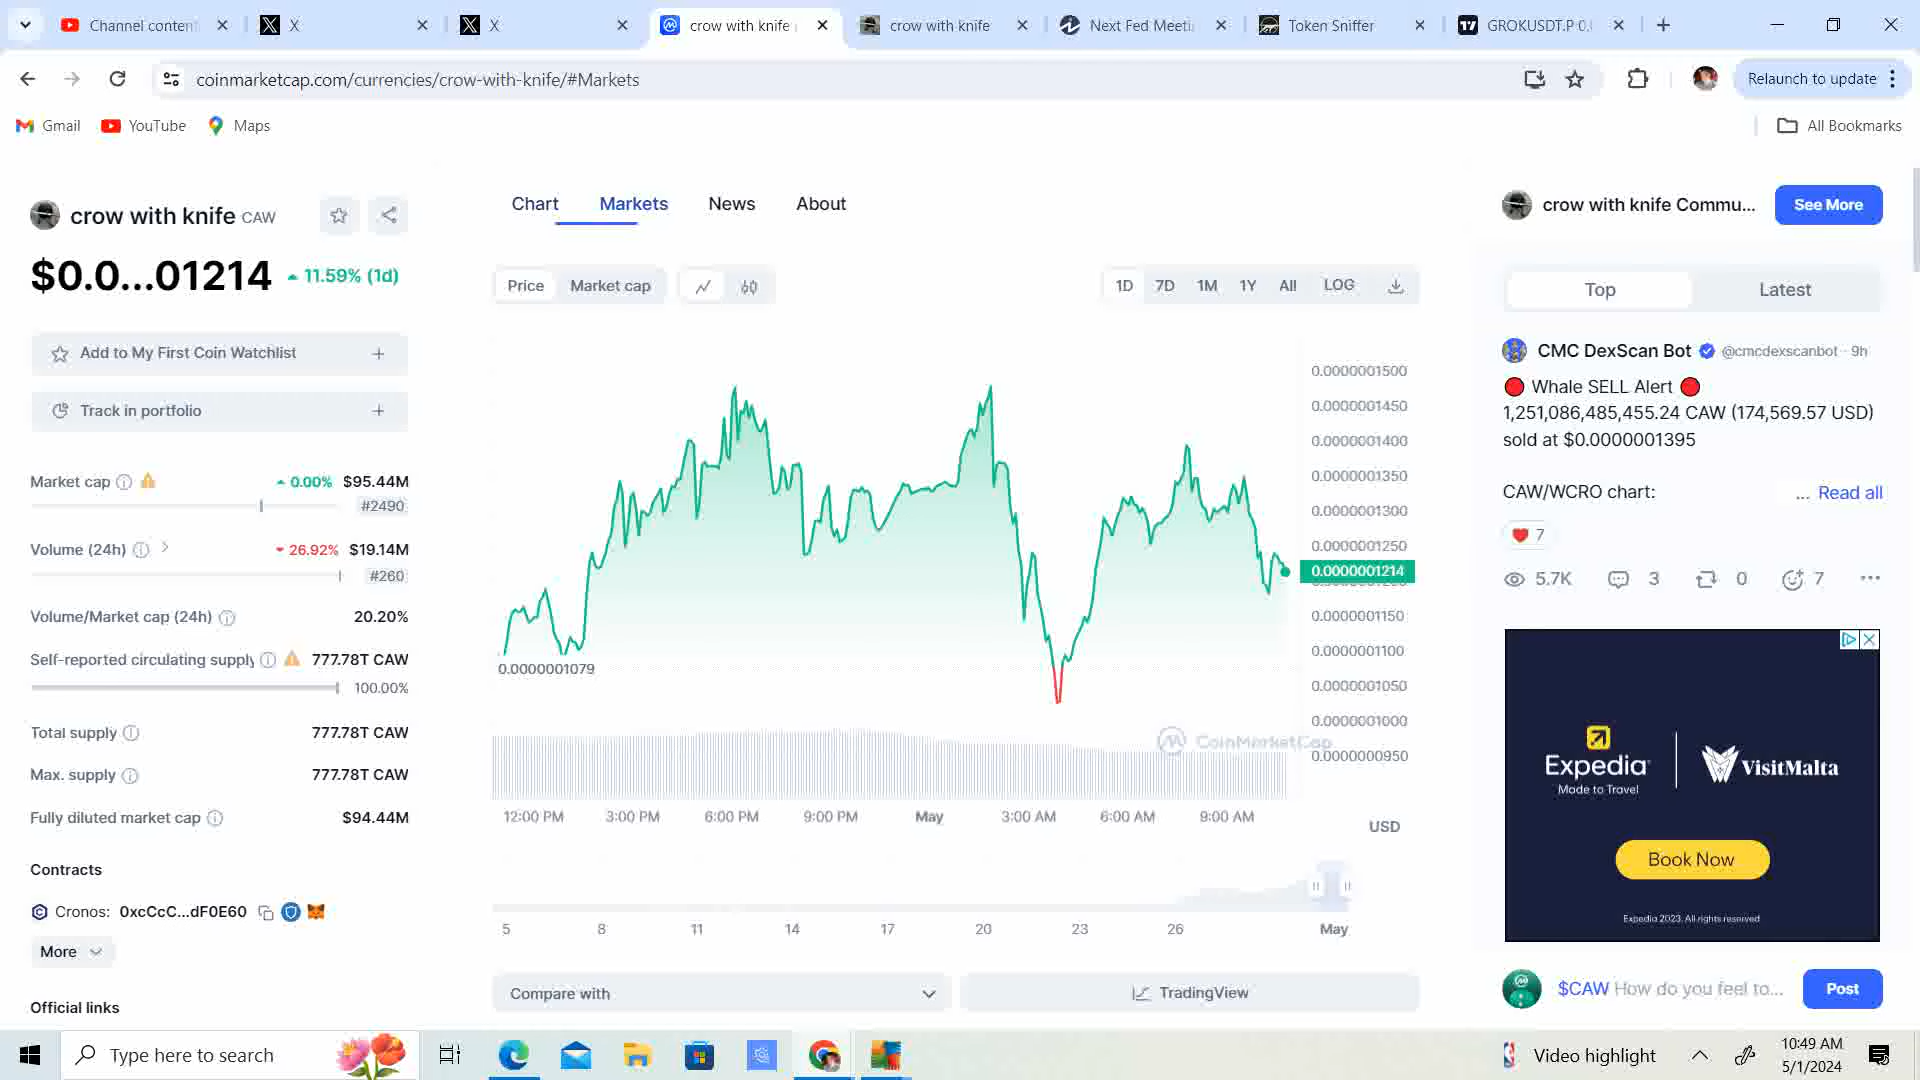 Channel content
X
X
crow with knife
crow with knife
Next Fed Meeti
Token Sniffer
GROKUSDT.P 0.
coinmarketcap.com/currencies/crow-with-knife/#Markets
Relaunch to update
Gmail
YouTube
Maps
All Bookmarks
crow with knife CAW
$0.0...01214
11.59% (1d)
Add to My First Coin Watchlist
Track in portfolio
Market cap
0.00% $95.44M
#2490
Volume (24h)
26.92% $19.14M
#260
Volume/Market cap (24h)
20.20%
Self-reported circulating supply
777.78T CAW
100.00%
Total supply
777.78T CAW
Max. supply
777.78T CAW
Fully diluted market cap
$94.44M
Contracts
Cronos: 0xcCcC...dF0E60
More
Official links
Chart
Markets
News
About
Price
Market cap
1D
7D
1M
1Y
All
LOG
0.0000001500
0.0000001450
0.0000001400
0.0000001350
0.0000001300
0.0000001250
0.0000001214
0.0000001150
0.0000001100
0.0000001050
0.0000001000
0.0000000950
0.0000001079
CoinMarketCap
12:00 PM
3:00 PM
6:00 PM
9:00 PM
May
3:00 AM
6:00 AM
9:00 AM
USD
5
8
11
14
17
20
23
26
May
Compare with
TradingView
crow with knife Commu...
See More
Top
Latest
CMC DexScan Bot @cmcdexscanbot · 9h
Whale SELL Alert
1,251,086,485,455.24 CAW (174,569.57 USD)
sold at $0.0000001395
CAW/WCRO chart:
... Read all
7
5.7K
3
0
7
Expedia
Made to Travel
VISITMALTA
Book Now
Expedia 2023. All rights reserved
$CAW How do you feel to...
Post
Type here to search
Video highlight
10:49 AM
5/1/2024